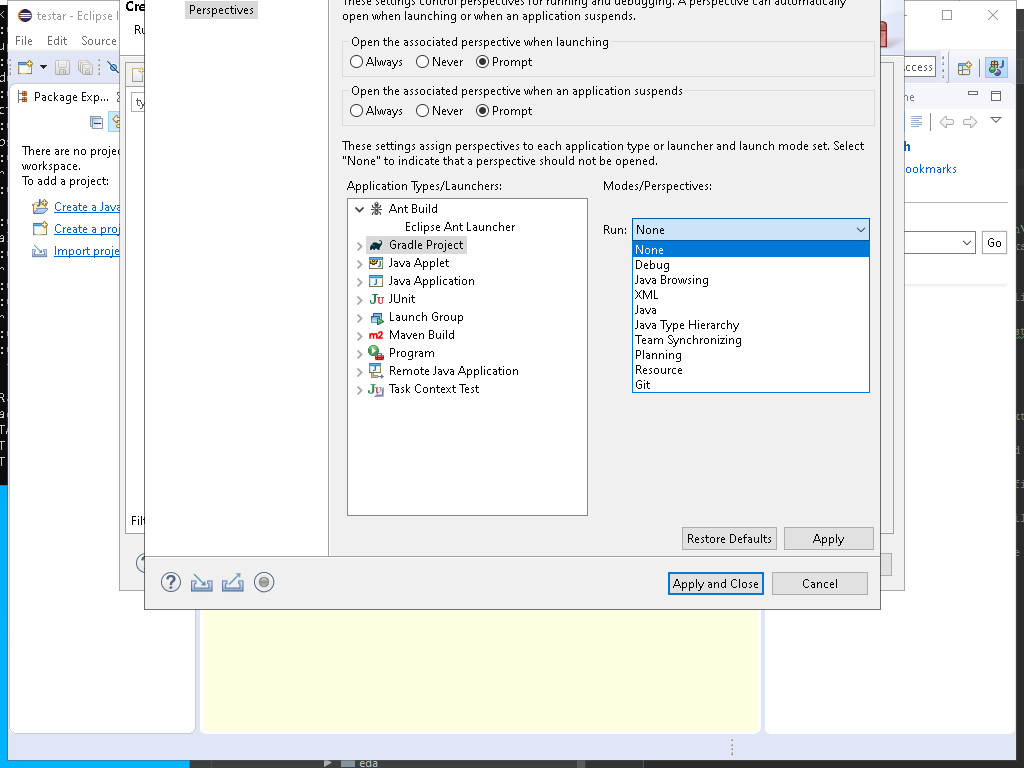 testar - Eclipse
Cre
File Edit Source
Package Exp...
There are no proje
workspace.
To add a project:
Create a Java
Create a proj
Import proje
Perspectives
These settings control perspectives for running and debugging. A perspective can automatically
open when launching or when an application suspends.
Open the associated perspective when launching
Always Never Prompt
Open the associated perspective when an application suspends
Always Never Prompt
These settings assign perspectives to each application type or launcher and launch mode set. Select
"None" to indicate that a perspective should not be opened.
Application Types/Launchers:
Ant Build
Eclipse Ant Launcher
Gradle Project
Java Applet
Java Application
JUnit
Launch Group
Maven Build
Program
Remote Java Application
Task Context Test
Modes/Perspectives:
Run: None
None
Debug
Java Browsing
XML
Java
Java Type Hierarchy
Team Synchronizing
Planning
Resource
Git
Restore Defaults Apply
Apply and Close Cancel
ccess
ookmarks
Go
Filt
eda